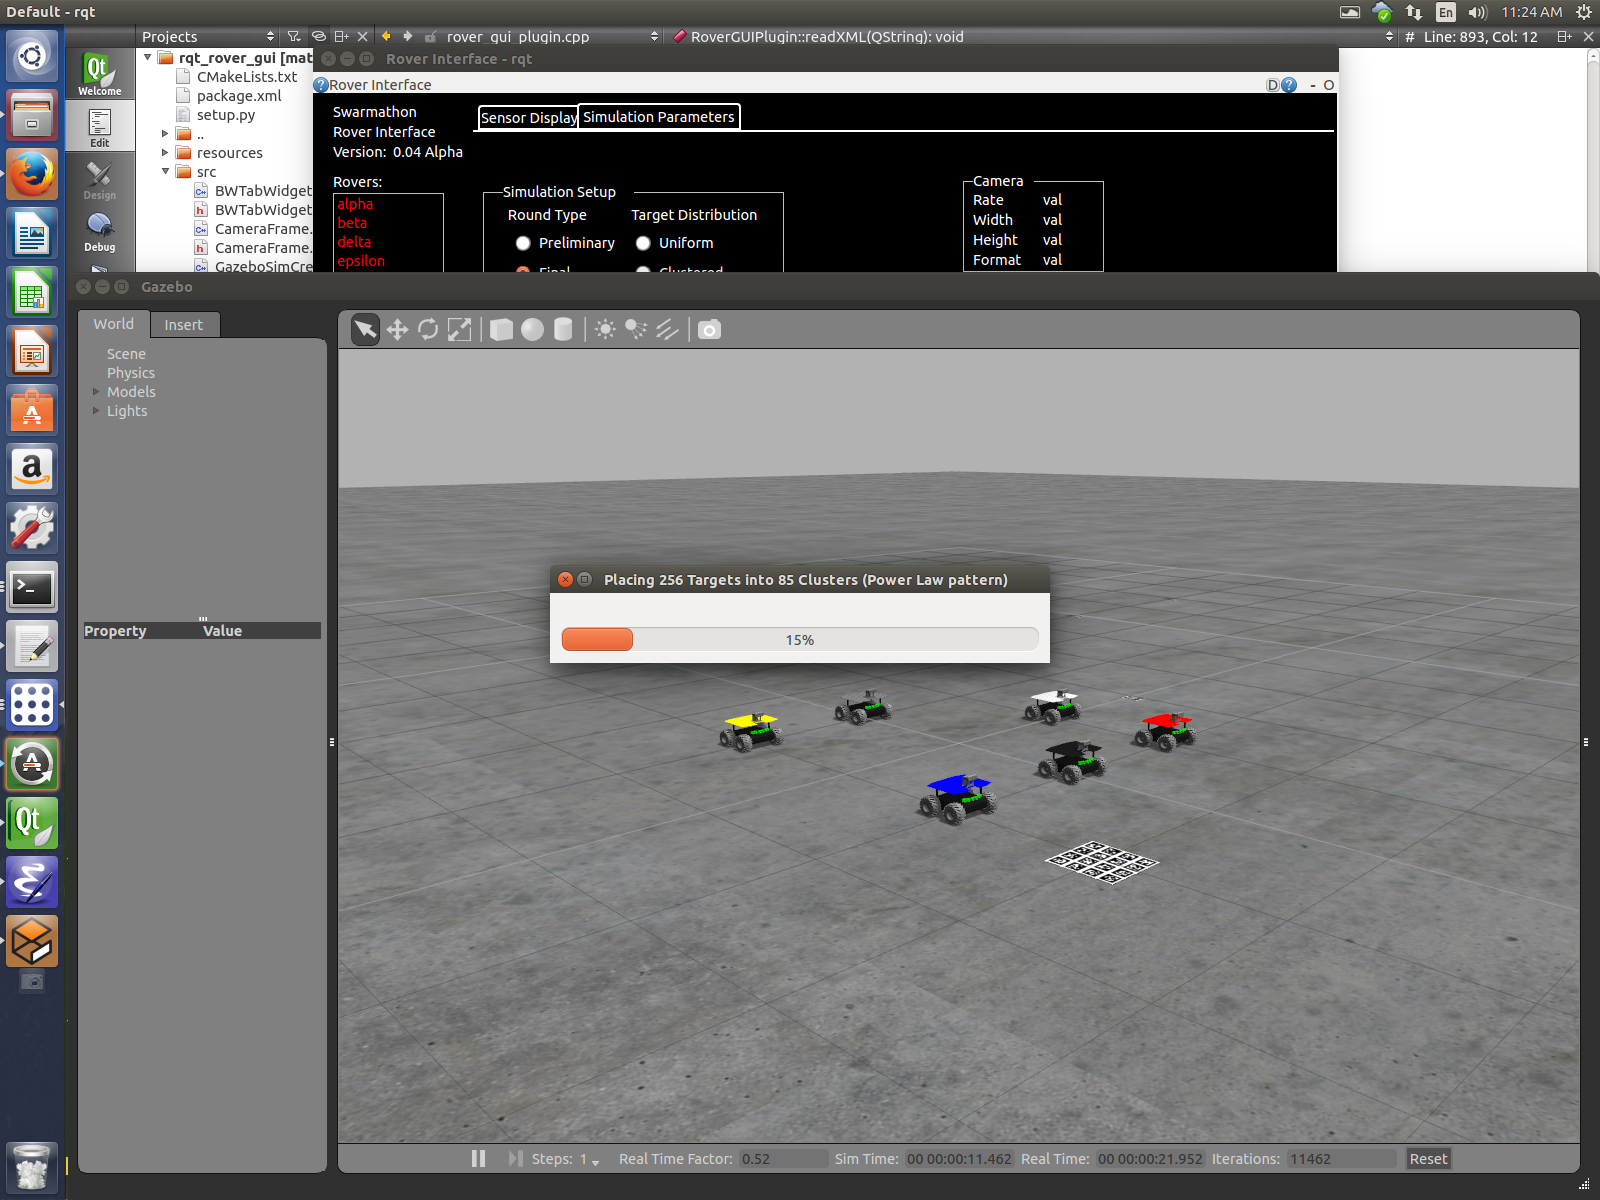 Default - rqt
En
11:24 AM
Projects
rover_gui_plugin.cpp
RoverGUIPlugin::readXML(QString): void
#
Line: 893, Col: 12
Welcome
Edit
Design
Debug
rqt_rover_gui [mat
CMakeLists.txt
package.xml
setup.py
..
resources
src
BWTabWidget
BWTabWidget
CameraFrame.
CameraFrame.
GazeboSimCre
Rover Interface - rqt
Rover Interface
D
- O
Swarmathon
Rover Interface
Version: 0.04 Alpha
Sensor Display
Simulation Parameters
Rovers:
alpha
beta
delta
epsilon
Simulation Setup
Round Type
Target Distribution
Preliminary
Uniform
Final
Clustered
Camera
Rate val
Width val
Height val
Format val
Gazebo
World
Insert
Scene
Physics
Models
Lights
Property
Value
Placing 256 Targets into 85 Clusters (Power Law pattern)
15%
Steps: 1
Real Time Factor: 0.52
Sim Time: 00 00:00:11.462
Real Time: 00 00:00:21.952
Iterations: 11462
Reset